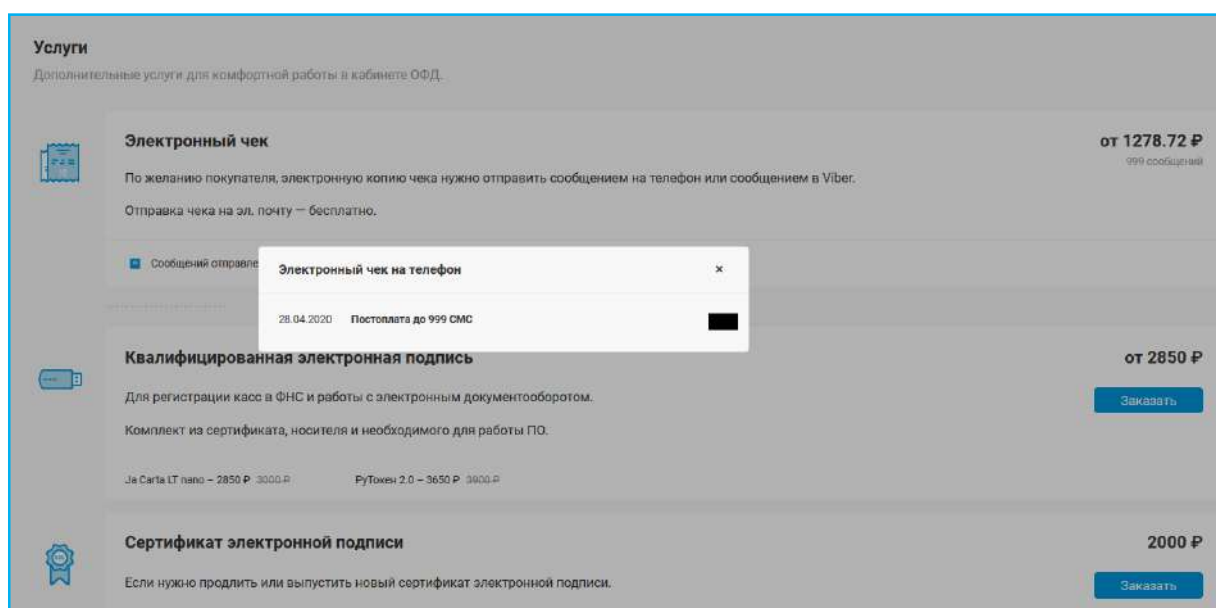 Услуги
Дополнительные услуги для комфортной работы в кабинете ОФД.
Электронный чек
от 1278.72 ₽
999 сообщений
По желанию покупателя, электронную копию чека нужно отправить сообщением на телефон или сообщением в Viber.
Отправка чека на эл. почту — бесплатно.
Сообщений отправле
Электронный чек на телефон ×
28.04.2020 Постоплата до 999 СМС
Квалифицированная электронная подпись
от 2850 ₽
Для регистрации касс в ФНС и работы с электронным документооборотом.
Заказать
Комплект из сертификата, носителя и необходимого для работы ПО.
Ja Carta LT nano – 2850 ₽ 3000 ₽ РуТокен 2.0 – 3650 ₽ 3900 ₽
Сертификат электронной подписи
2000 ₽
Если нужно продлить или выпустить новый сертификат электронной подписи.
Заказать